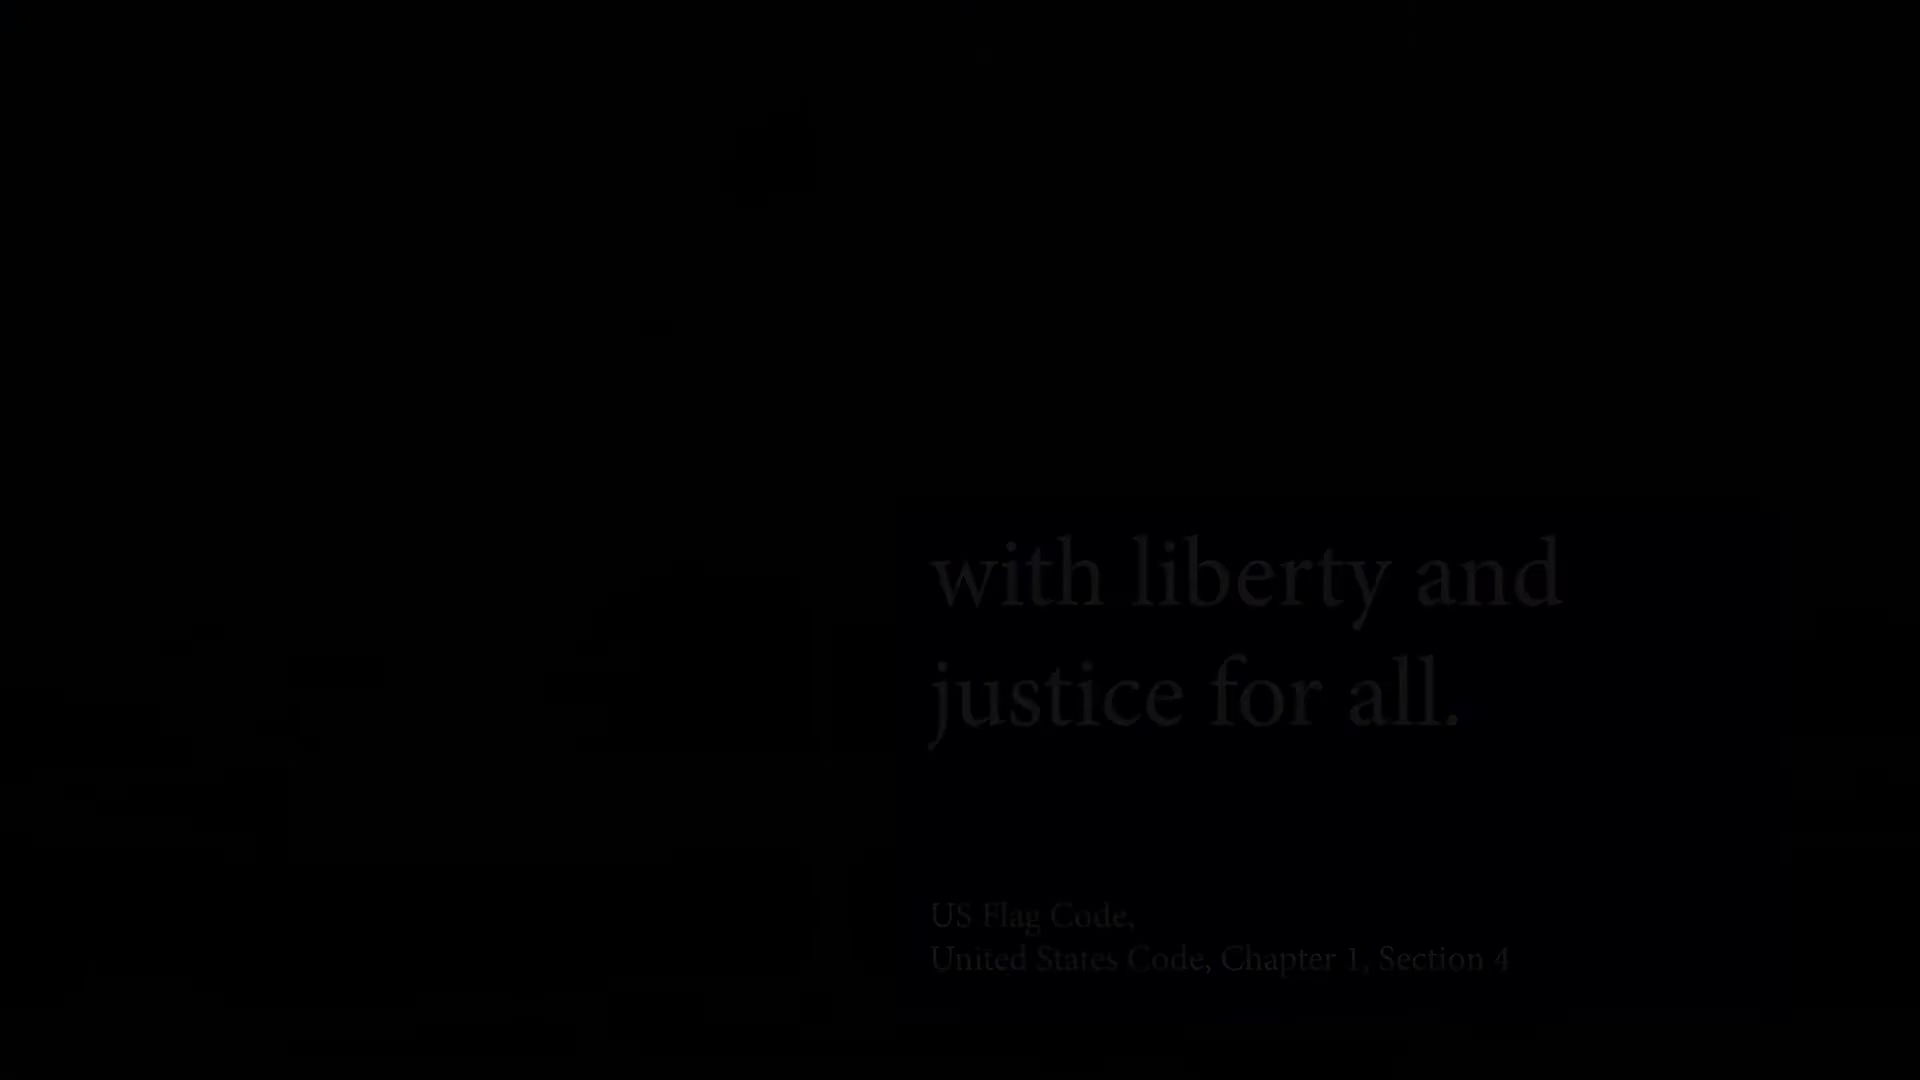 with liberty and
justice for all.
US Flag Code,
United States Code, Chapter 1, Section 4